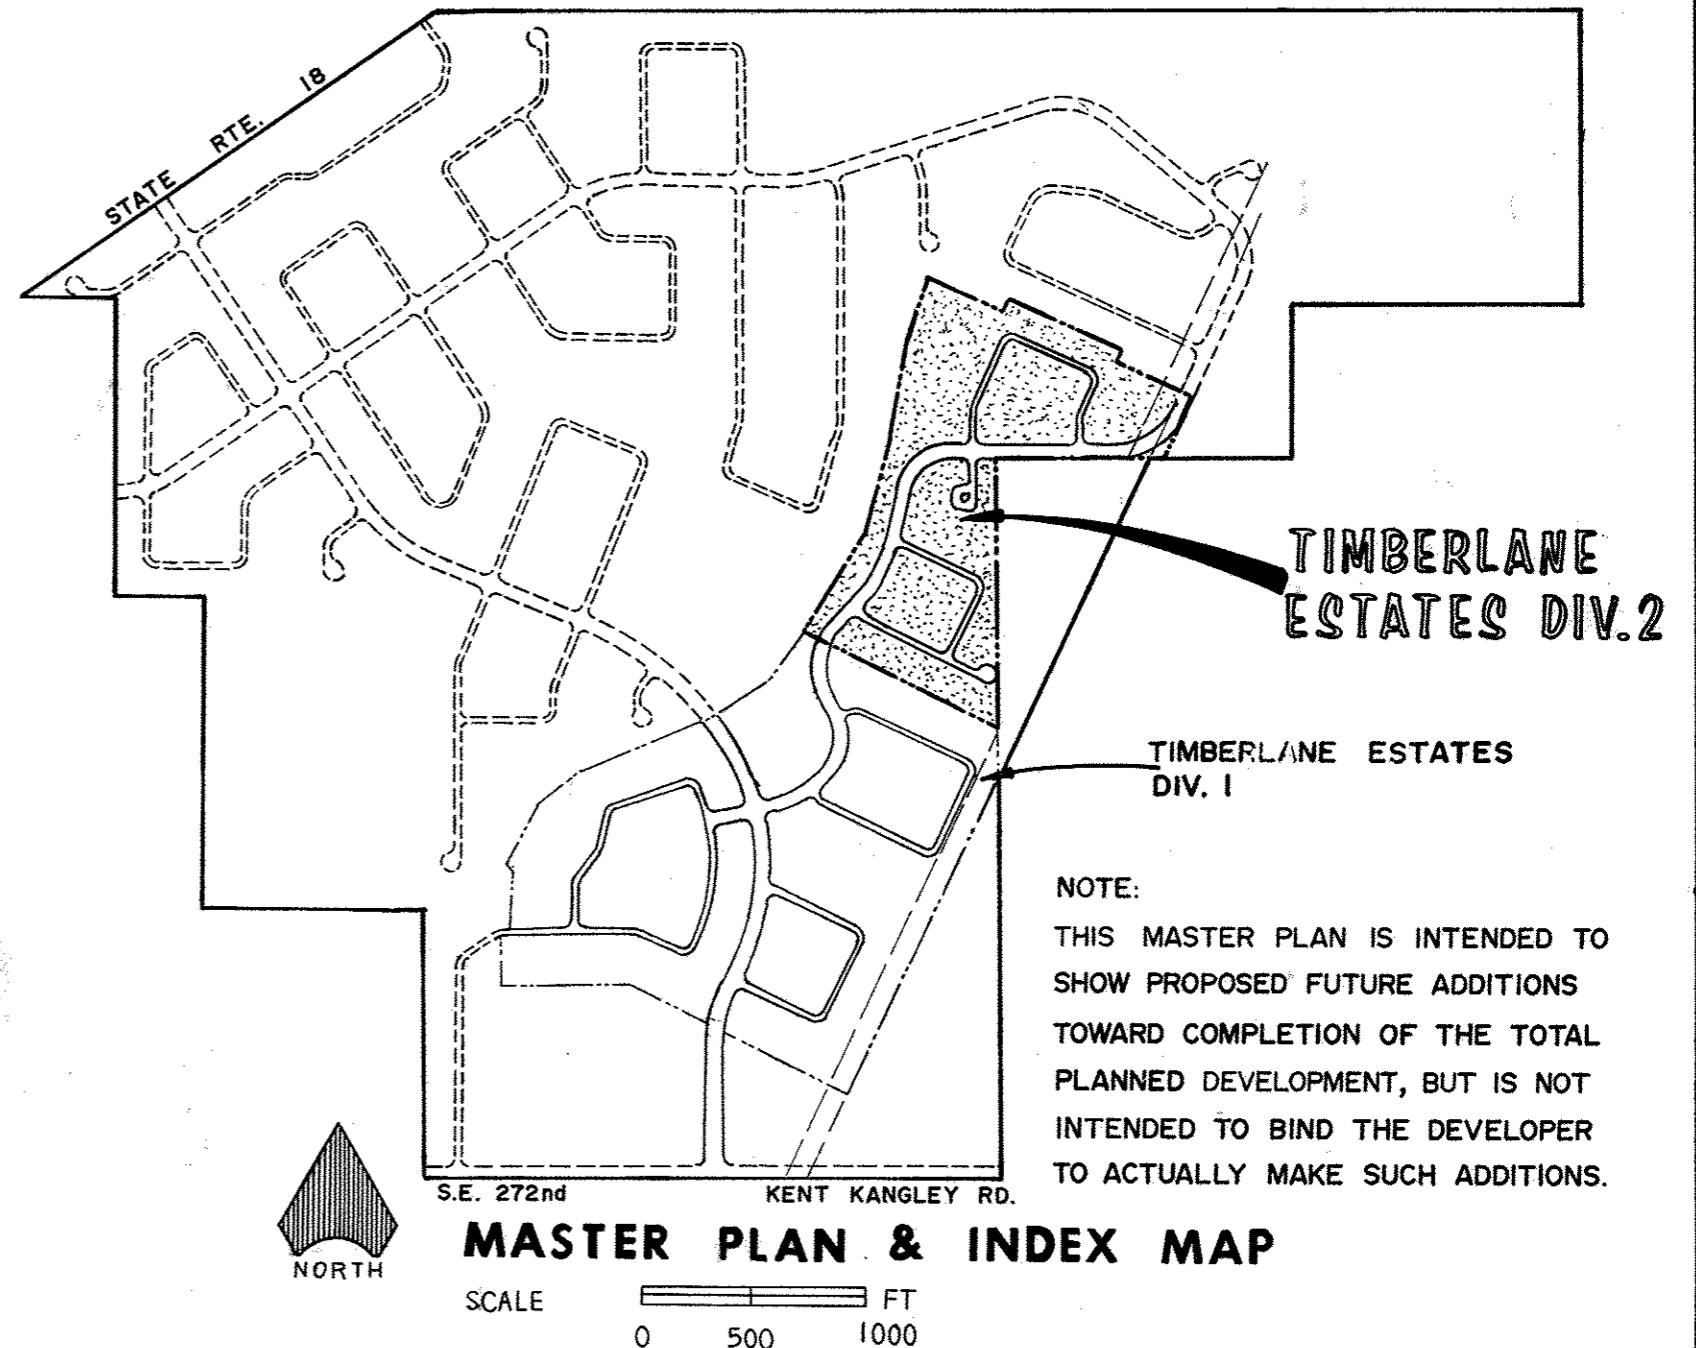 STATE RTE. 18
TIMBERLANE
ESTATES DIV.2
TIMBERLANE ESTATES
DIV. 1
NOTE:
THIS MASTER PLAN IS INTENDED TO
SHOW PROPOSED FUTURE ADDITIONS
TOWARD COMPLETION OF THE TOTAL
PLANNED DEVELOPMENT, BUT IS NOT
INTENDED TO BIND THE DEVELOPER
TO ACTUALLY MAKE SUCH ADDITIONS.
S.E. 272nd KENT KANGLEY RD.
NORTH
MASTER PLAN & INDEX MAP
SCALE FT
0 500 1000